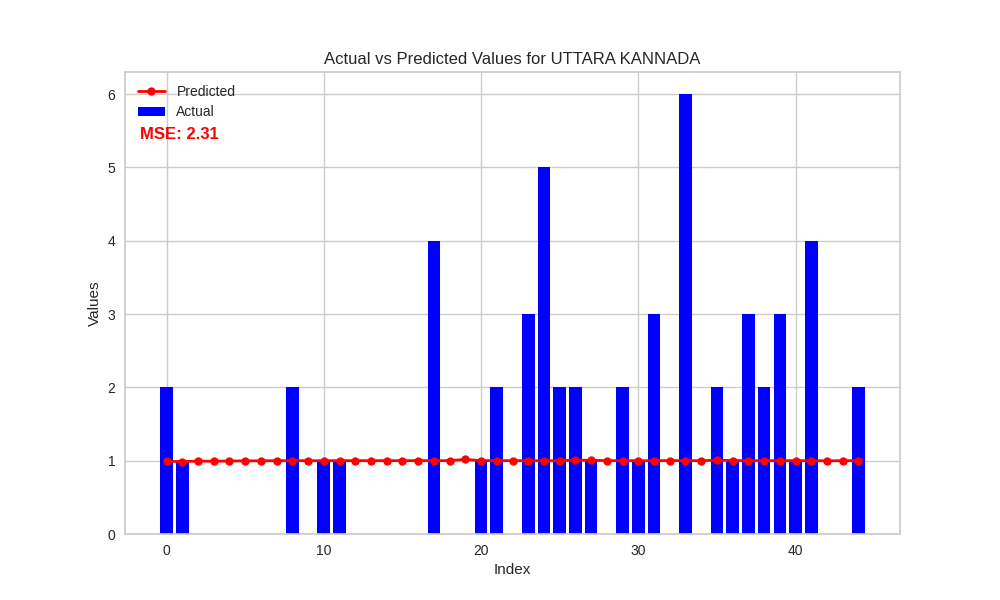 Actual vs Predicted Values for UTTARA KANNADA
Predicted
Actual
MSE: 2.31
6
5
4
3
2
1
0
Values
0 10 20 30 40
Index